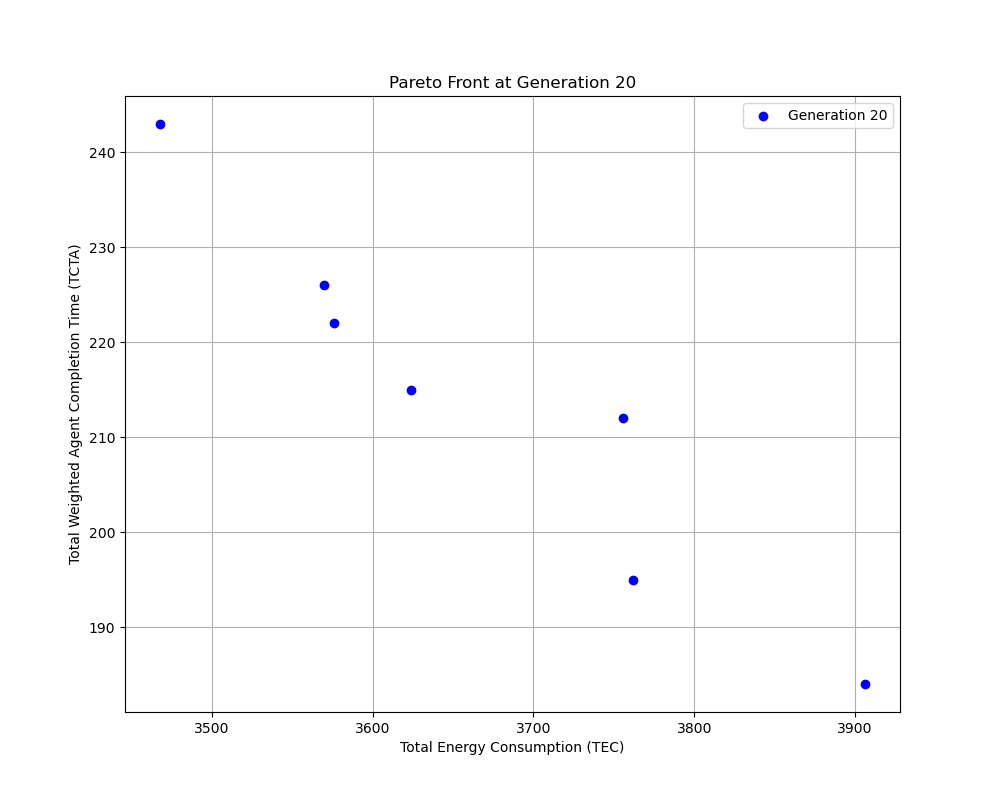 Pareto Front at Generation 20
Generation 20
Total Weighted Agent Completion Time (TCTA)
240
230
220
210
200
190
3500 3600 3700 3800 3900
Total Energy Consumption (TEC)